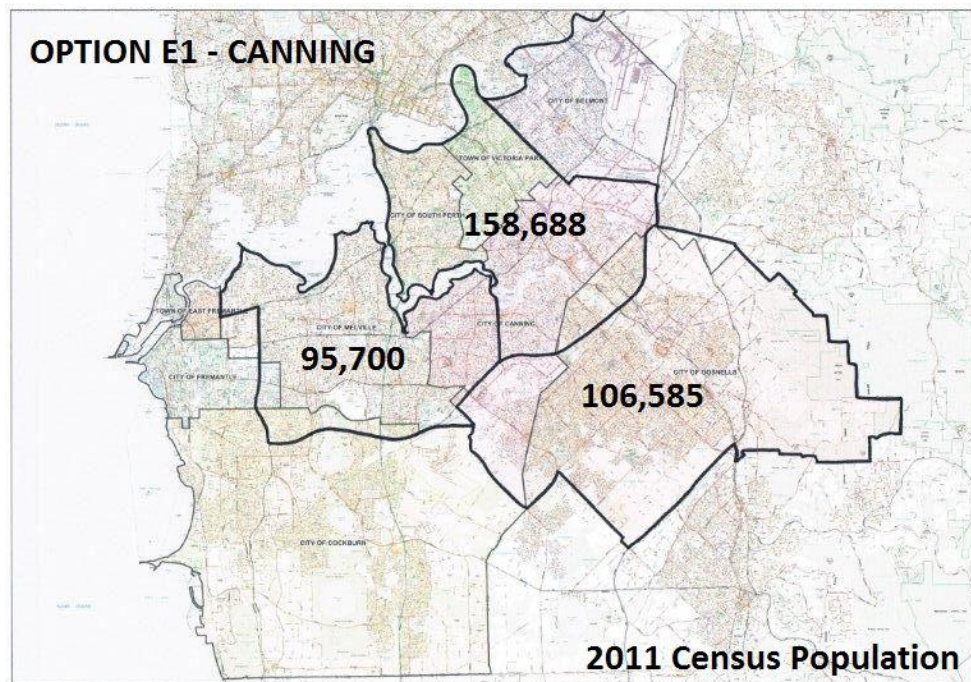 OPTION E1 - CANNING
CITY OF BELMONT
TOWN OF VICTORIA PARK
CITY OF SOUTH PERTH
158,688
TOWN OF EAST FREMANTLE
CITY OF MELVILLE
CITY OF CANNING
95,700
CITY OF FREMANTLE
CITY OF GOSNELLS
106,585
CITY OF COCKBURN
2011 Census Population